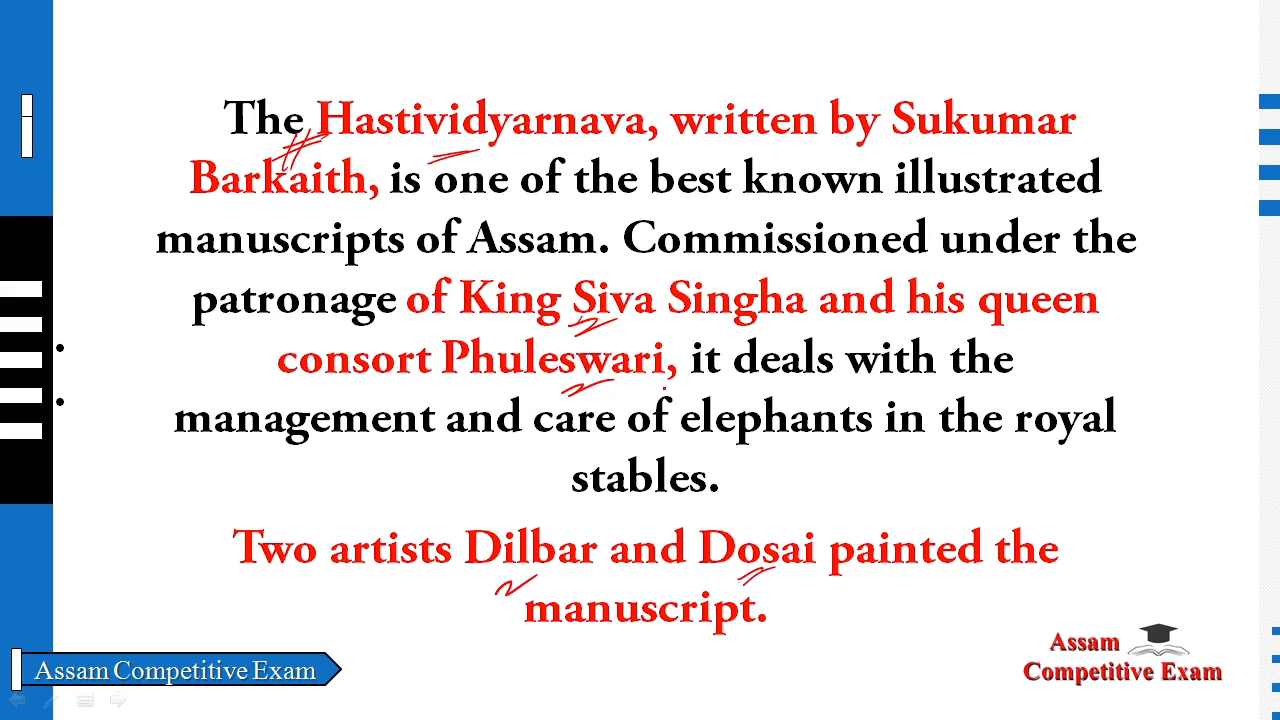 The Hastividyarnava, written by Sukumar
Barkaith, is one of the best known illustrated
manuscripts of Assam. Commissioned under the
patronage of King Siva Singha and his queen
consort Phuleswari, it deals with the
management and care of elephants in the royal
stables.
Two artists Dilbar and Dosai painted the
manuscript.
Assam Competitive Exam
Assam
Competitive Exam